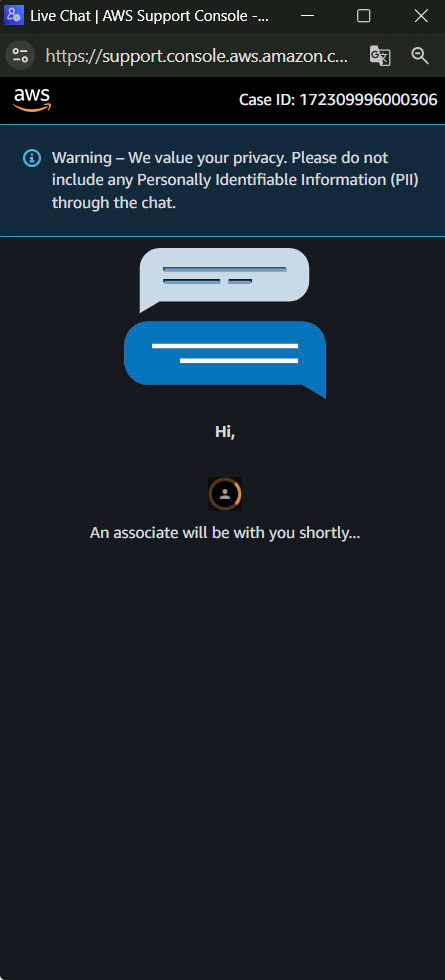 Live Chat | AWS Support Console -...
https://support.console.aws.amazon.c...
aws
Case ID: 172309996000306
Warning – We value your privacy. Please do not
include any Personally Identifiable Information (PII)
through the chat.
Hi,
An associate will be with you shortly...